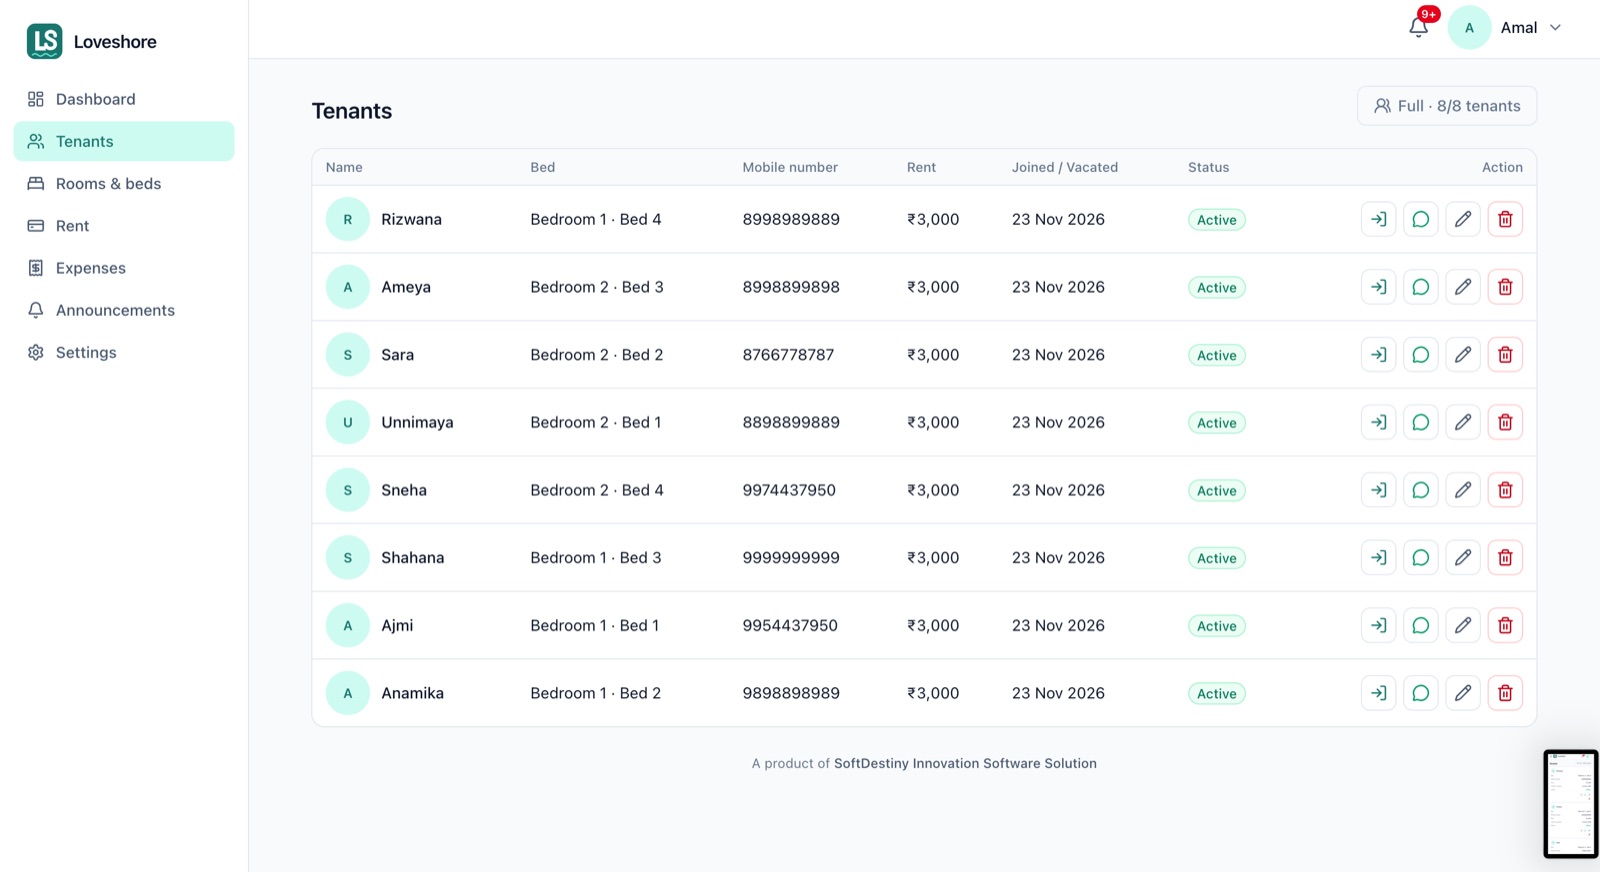 LS Loveshore
9+
A Amal
Dashboard
Tenants
Rooms & beds
Rent
Expenses
Announcements
Settings
Tenants
Full · 8/8 tenants
Name Bed Mobile number Rent Joined / Vacated Status Action
R Rizwana Bedroom 1 · Bed 4 8998989889 ₹3,000 23 Nov 2026 Active
A Ameya Bedroom 2 · Bed 3 8998899898 ₹3,000 23 Nov 2026 Active
S Sara Bedroom 2 · Bed 2 8766778787 ₹3,000 23 Nov 2026 Active
U Unnimaya Bedroom 2 · Bed 1 8898899889 ₹3,000 23 Nov 2026 Active
S Sneha Bedroom 2 · Bed 4 9974437950 ₹3,000 23 Nov 2026 Active
S Shahana Bedroom 1 · Bed 3 9999999999 ₹3,000 23 Nov 2026 Active
A Ajmi Bedroom 1 · Bed 1 9954437950 ₹3,000 23 Nov 2026 Active
A Anamika Bedroom 1 · Bed 2 9898898989 ₹3,000 23 Nov 2026 Active
A product of SoftDestiny Innovation Software Solution